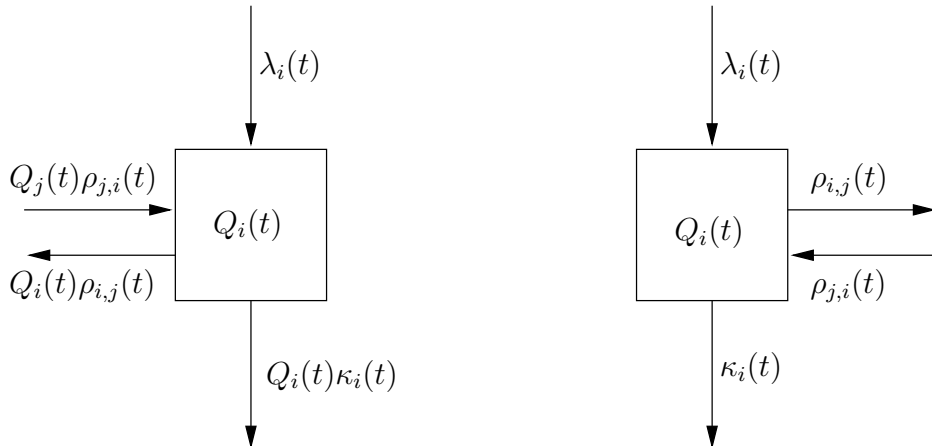 λ_i(t)
Q_j(t)ρ_{j,i}(t)
Q_i(t)
Q_i(t)ρ_{i,j}(t)
Q_i(t)κ_i(t)
λ_i(t)
ρ_{i,j}(t)
Q_i(t)
ρ_{j,i}(t)
κ_i(t)